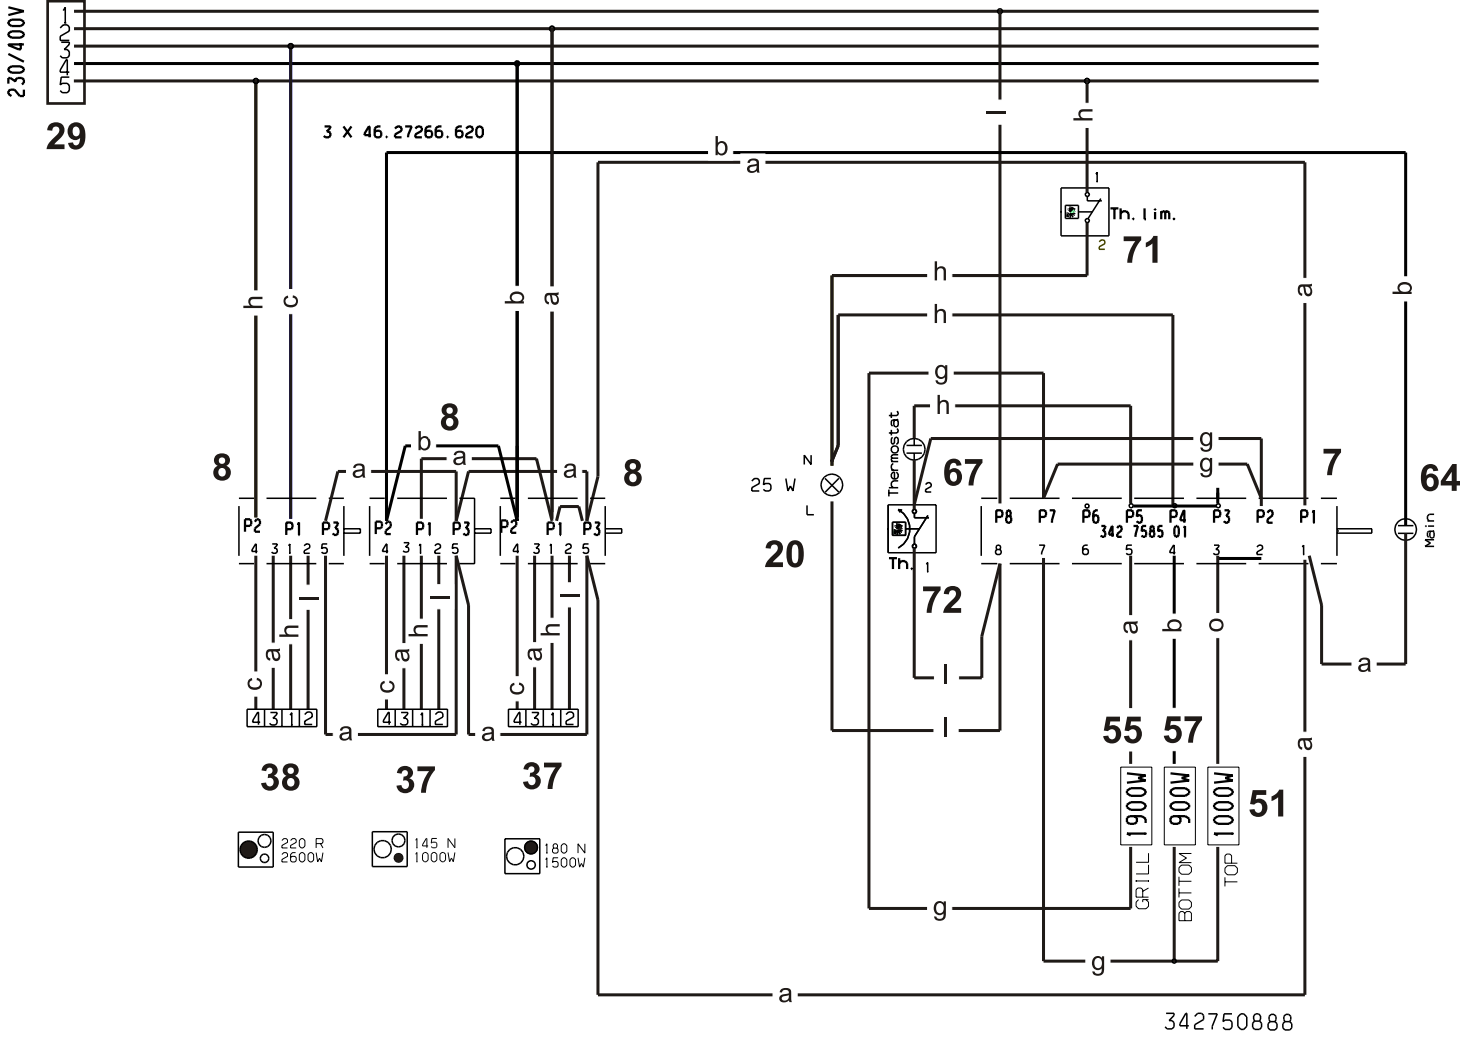 230/400V
1
2
3
4
5
29
3 X 46.27266.620
b
a
l
h
1
Th. lim.
2
71
h
c
b
a
h
h
a
b
g
h
g
g
8
8
b
a
a
a
8
Thermostat
67
2
7
64
N
25 W
L
20
Th. 1
72
Main
P2 P1 P3
4 3 1 2 5
P2 P1 P3
4 3 1 2 5
P2 P1 P3
4 3 1 2 5
P8 P7 P6 P5 P4 P3 P2 P1
342 7585 01
8 7 6 5 4 3 2 1
c a h l
c a h l
c a h l
a b o
a
l
l
a
4 3 1 2
4 3 1 2
4 3 1 2
a
a
38
37
37
55
57
51
1900W
900W
1000W
GRILL
BOTTOM
TOP
220 R
2600W
145 N
1000W
180 N
1500W
g
g
a
342750888